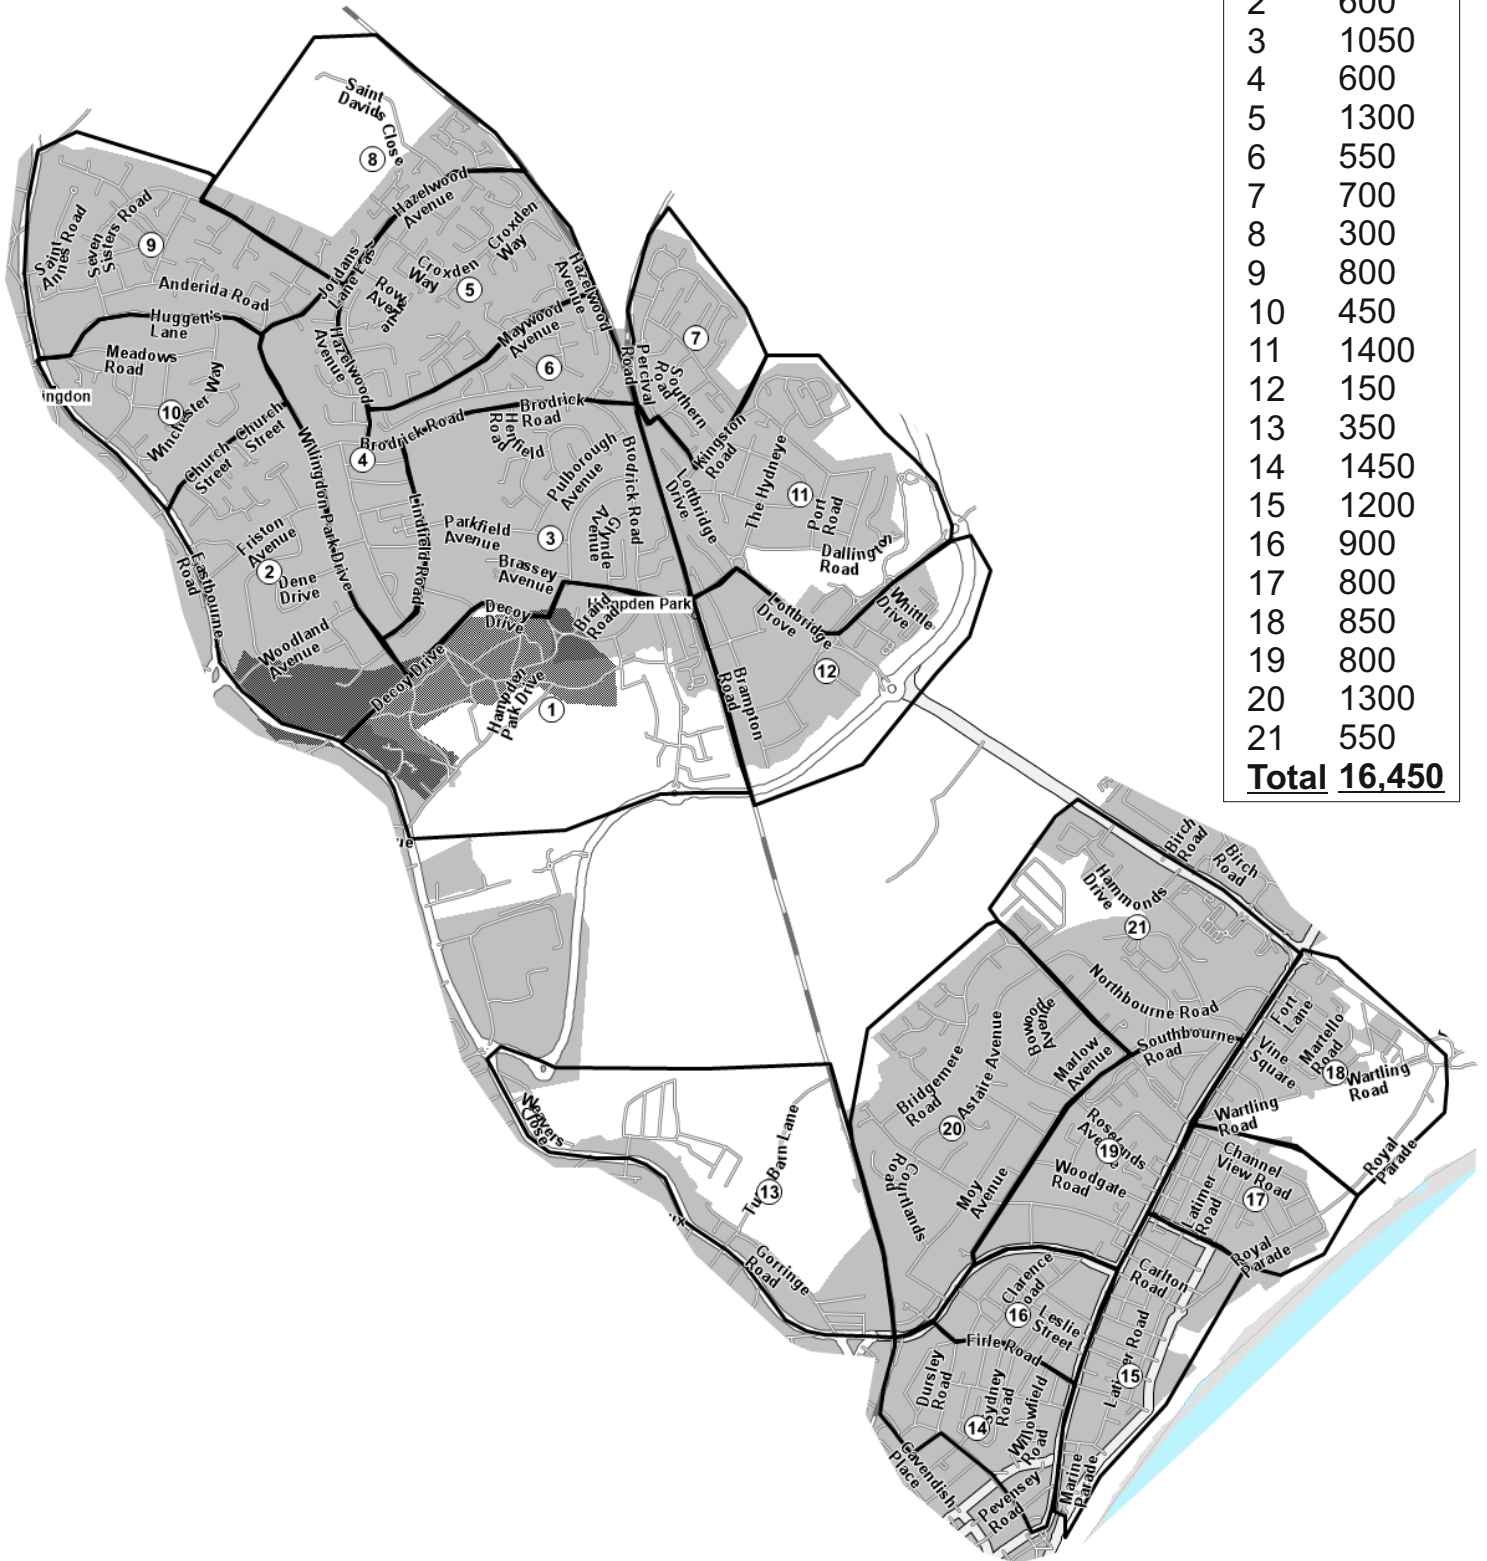 2 600
3 1050
4 600
5 1300
6 550
7 700
8 300
9 800
10 450
11 1400
12 150
13 350
14 1450
15 1200
16 900
17 800
18 850
19 800
20 1300
21 550
Total 16,450
Saint
Davids Close
8
Hazelwood
Avenue
Croxden
Way
Saint
Annes Road
Seven
Sisters Road
9
Jordans
Lane East
Croxden
Way
5
Hazelwood
Avenue
Hazelwood
Anderida Road
Huggett's
Lane
Hazelwood
Avenue
Maywood
Avenue
7
Meadows
Road
6
Percival
Road
Southern
Road
ingdon
10
Winchester Way
Church
Street
Church
Street
Brodrick Road
4
Brodrick
Road
Henfield
Road
Kingston
Road
Pulborough
Avenue
Brodrick Road
Lottbridge
Drive
The Hydneye
11
Port
Road
Willingdon Park Drive
Lindfield Road
Parkfield
Avenue
3
Glynde
Avenue
Dallington
Road
Friston
Avenue
2
Dene
Drive
Eastbourne
Road
Brassey
Avenue
Hampden Park
Decoy
Drive
Brand
Road
Lottbridge
Drove
Whittle
Drive
Woodland
Avenue
Decoy Drive
12
Hampden
Park Drive
1
Brampton
Road
ue
Birch
Road
Birch
Road
Hammonds
Drive
21
Northbourne Road
Bowood
Avenue
Fort
Lane
Martello
Road
Southbourne
Road
Marlow
Avenue
Vine
Square
18
Wartling
Road
Bridgemere
Road
Astaire Avenue
20
Weavers
Close
Roselands
Avenue
19
Wartling
Road
Channel
View Road
Royal
Parade
Woodgate
Road
17
Latimer
Road
Courtlands
Road
Moy
Avenue
13
ux
Gorringe
Road
Royal
Parade
Carlton
Road
Clarence
Road
16
Leslie
Street
Firle Road
15
Dursley
Road
Sydney
Road
14
Willowfield
Road
Cavendish
Place
Pevensey
Road
Marine
Parade